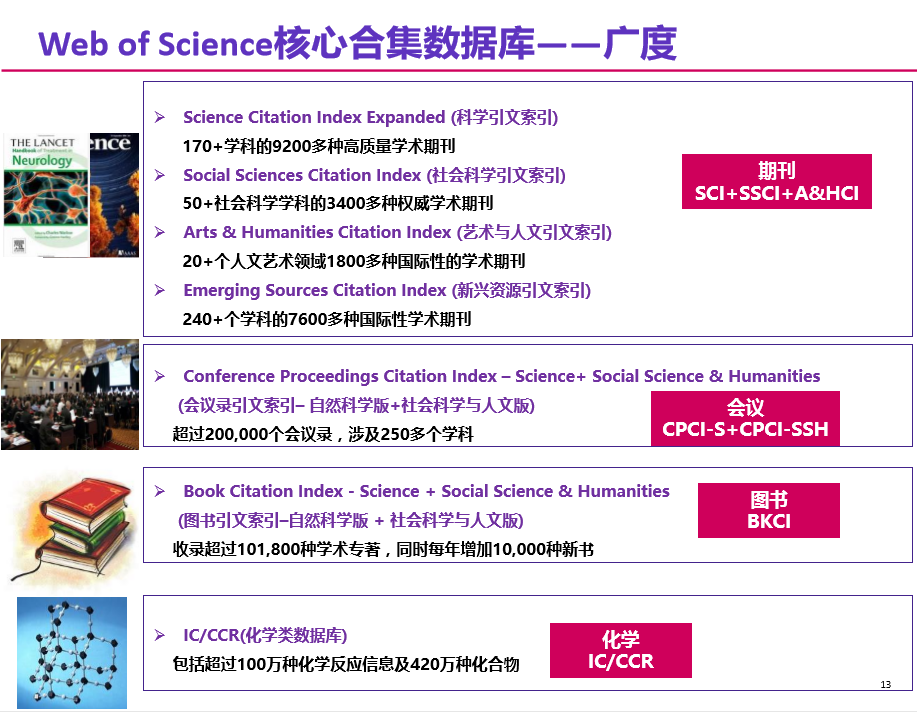 Web of Science核心合集数据库——广度
THE LANCET
Handbook of Treatment in
Neurology
ence
AAAS
➢ Science Citation Index Expanded (科学引文索引)
170+学科的9200多种高质量学术期刊
➢ Social Sciences Citation Index (社会科学引文索引)
50+社会科学学科的3400多种权威学术期刊
➢ Arts & Humanities Citation Index (艺术与人文引文索引)
20+个人文艺术领域1800多种国际性的学术期刊
➢ Emerging Sources Citation Index (新兴资源引文索引)
240+个学科的7600多种国际性学术期刊
期刊
SCI+SSCI+A&HCI
➢ Conference Proceedings Citation Index – Science+ Social Science & Humanities
(会议录引文索引– 自然科学版+社会科学与人文版)
超过200,000个会议录，涉及250多个学科
会议
CPCI-S+CPCI-SSH
➢ Book Citation Index - Science + Social Science & Humanities
(图书引文索引–自然科学版 + 社会科学与人文版)
收录超过101,800种学术专著，同时每年增加10,000种新书
图书
BKCI
➢ IC/CCR(化学类数据库)
包括超过100万种化学反应信息及420万种化合物
化学
IC/CCR
13